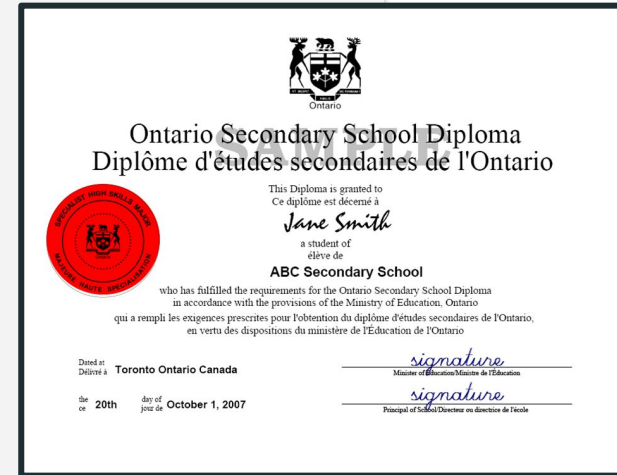 Ontario
SAMPLE
Ontario Secondary School Diploma
Diplôme d'études secondaires de l'Ontario
This Diploma is granted to
Ce diplôme est décerné à
Jane Smith
a student of
élève de
ABC Secondary School
who has fulfilled the requirements for the Ontario Secondary School Diploma
in accordance with the provisions of the Ministry of Education, Ontario
qui a rempli les exigences prescrites pour l'obtention du diplôme d'études secondaires de l'Ontario,
en vertu des dispositions du ministère de l'Éducation de l'Ontario
SPECIALIST HIGH SKILLS MAJOR
MAJEURE HAUTE SPÉCIALISATION
Dated at
Délivré à
Toronto Ontario Canada
the
ce
20th
day of
jour de
October 1, 2007
signature
Minister of Education/Ministre de l'Éducation
signature
Principal of School/Directeur ou directrice de l'école